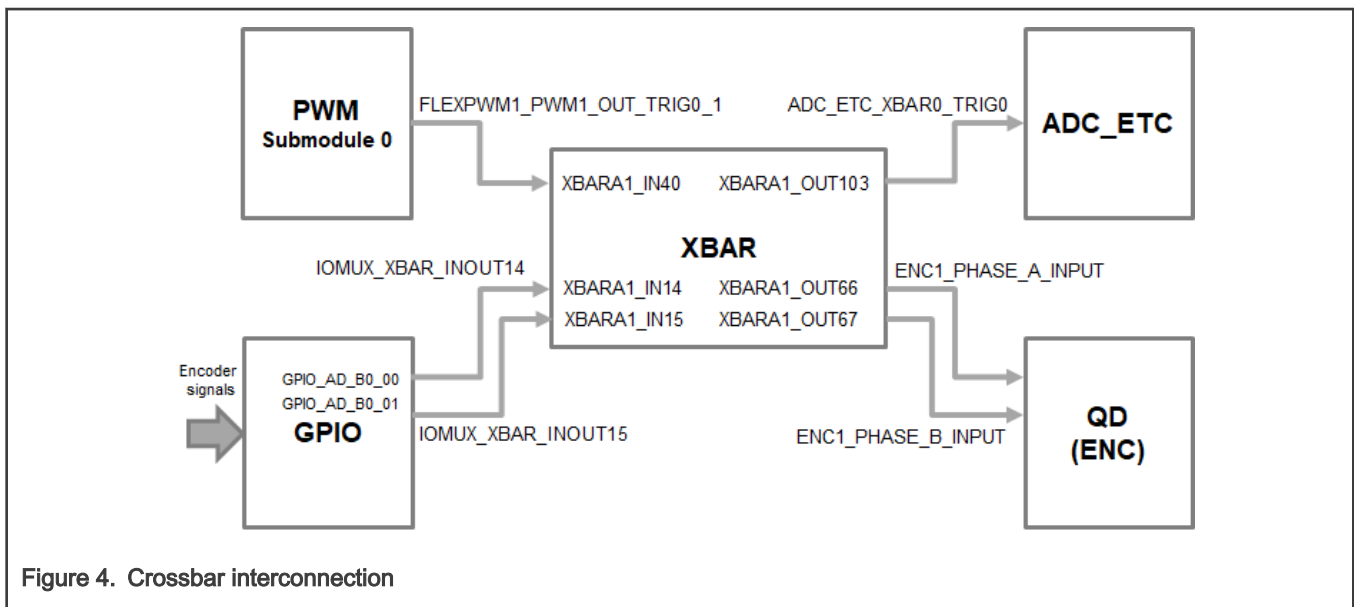 PWM
Submodule 0
FLEXPWM1_PWM1_OUT_TRIG0_1
ADC_ETC_XBAR0_TRIG0
ADC_ETC
XBARA1_IN40
XBARA1_OUT103
XBAR
IOMUX_XBAR_INOUT14
ENC1_PHASE_A_INPUT
XBARA1_IN14
XBARA1_OUT66
XBARA1_IN15
XBARA1_OUT67
Encoder
signals
GPIO_AD_B0_00
GPIO_AD_B0_01
GPIO
IOMUX_XBAR_INOUT15
ENC1_PHASE_B_INPUT
QD
(ENC)
Figure 4. Crossbar interconnection